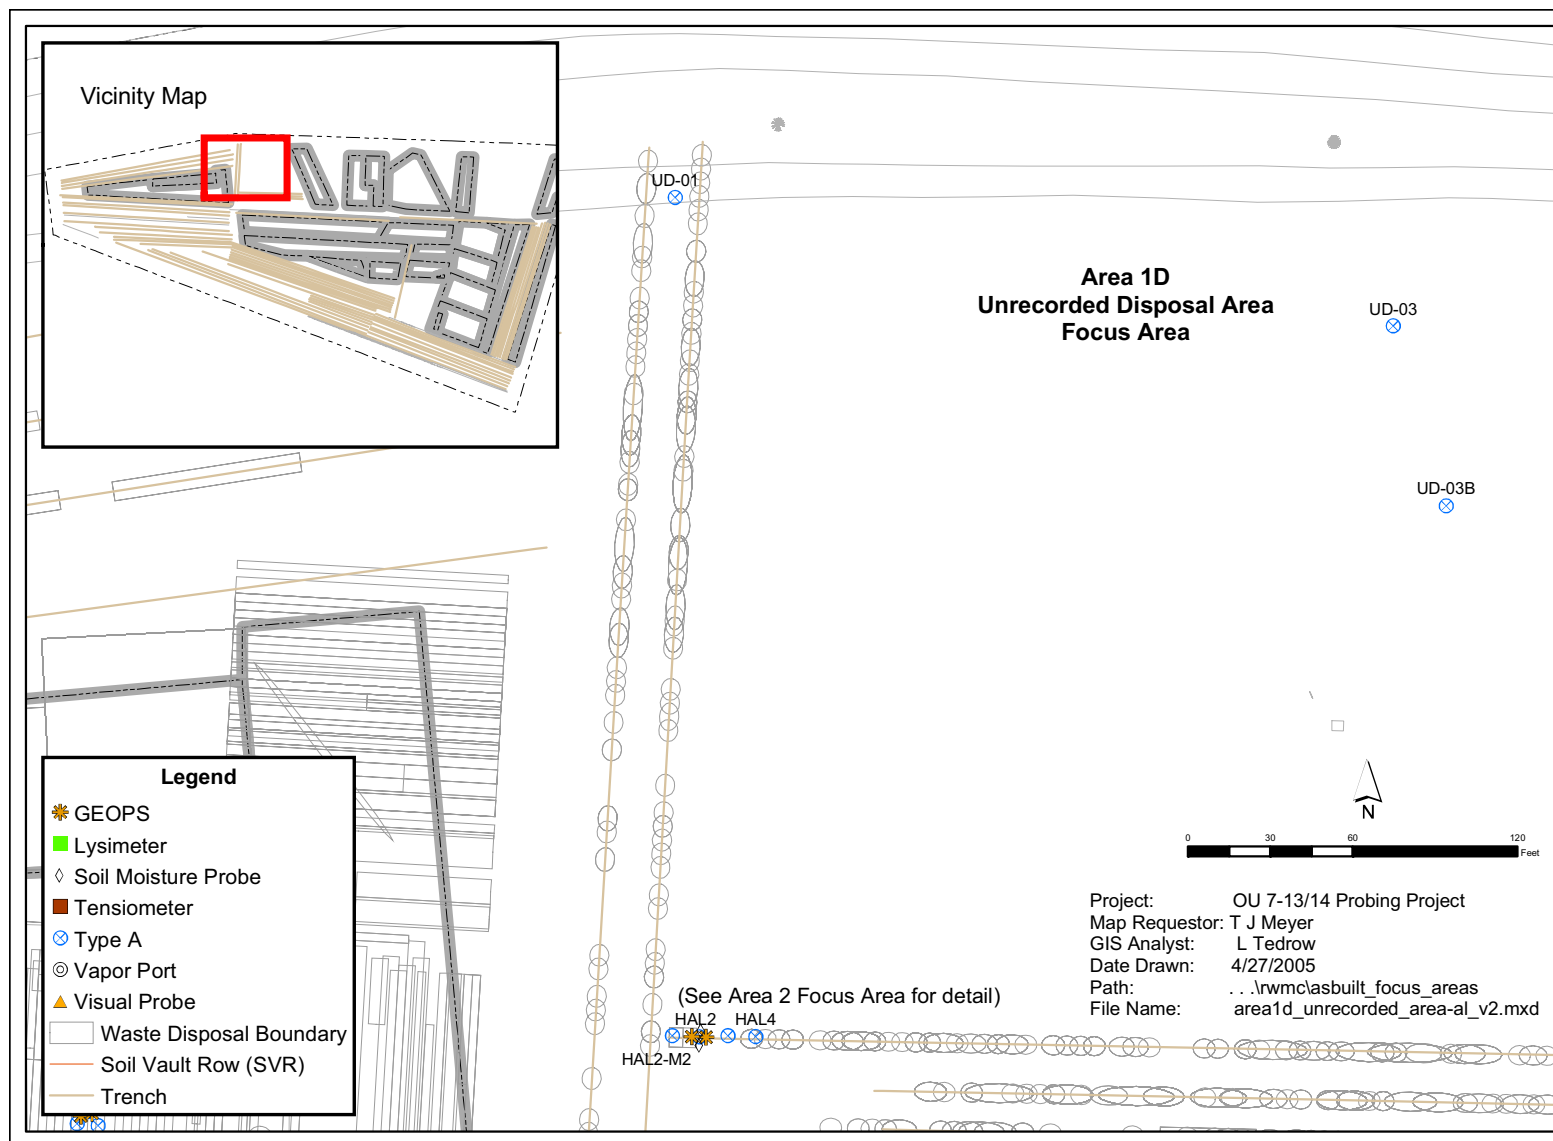 Vicinity Map
UD-01
Area 1D
Unrecorded Disposal Area
Focus Area
UD-03
UD-03B
N
0 30 60 120
Feet
Legend
GEOPS
Lysimeter
Soil Moisture Probe
Tensiometer
Type A
Vapor Port
Visual Probe
Waste Disposal Boundary
Soil Vault Row (SVR)
Trench
(See Area 2 Focus Area for detail)
HAL2 HAL4
HAL2-M2
Project: OU 7-13/14 Probing Project
Map Requestor: T J Meyer
GIS Analyst: L Tedrow
Date Drawn: 4/27/2005
Path: . . .\rwmc\asbuilt_focus_areas
File Name: area1d_unrecorded_area-al_v2.mxd